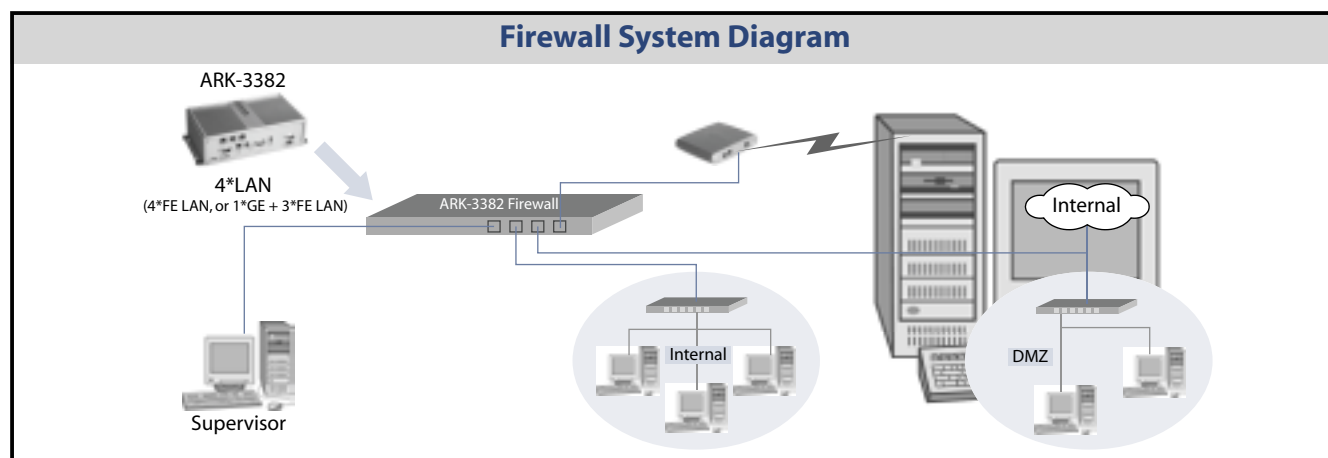 Firewall System Diagram
ARK-3382
4*LAN
(4*FE LAN, or 1*GE + 3*FE LAN)
ARK-3382 Firewall
Internal
Internal
DMZ
Supervisor